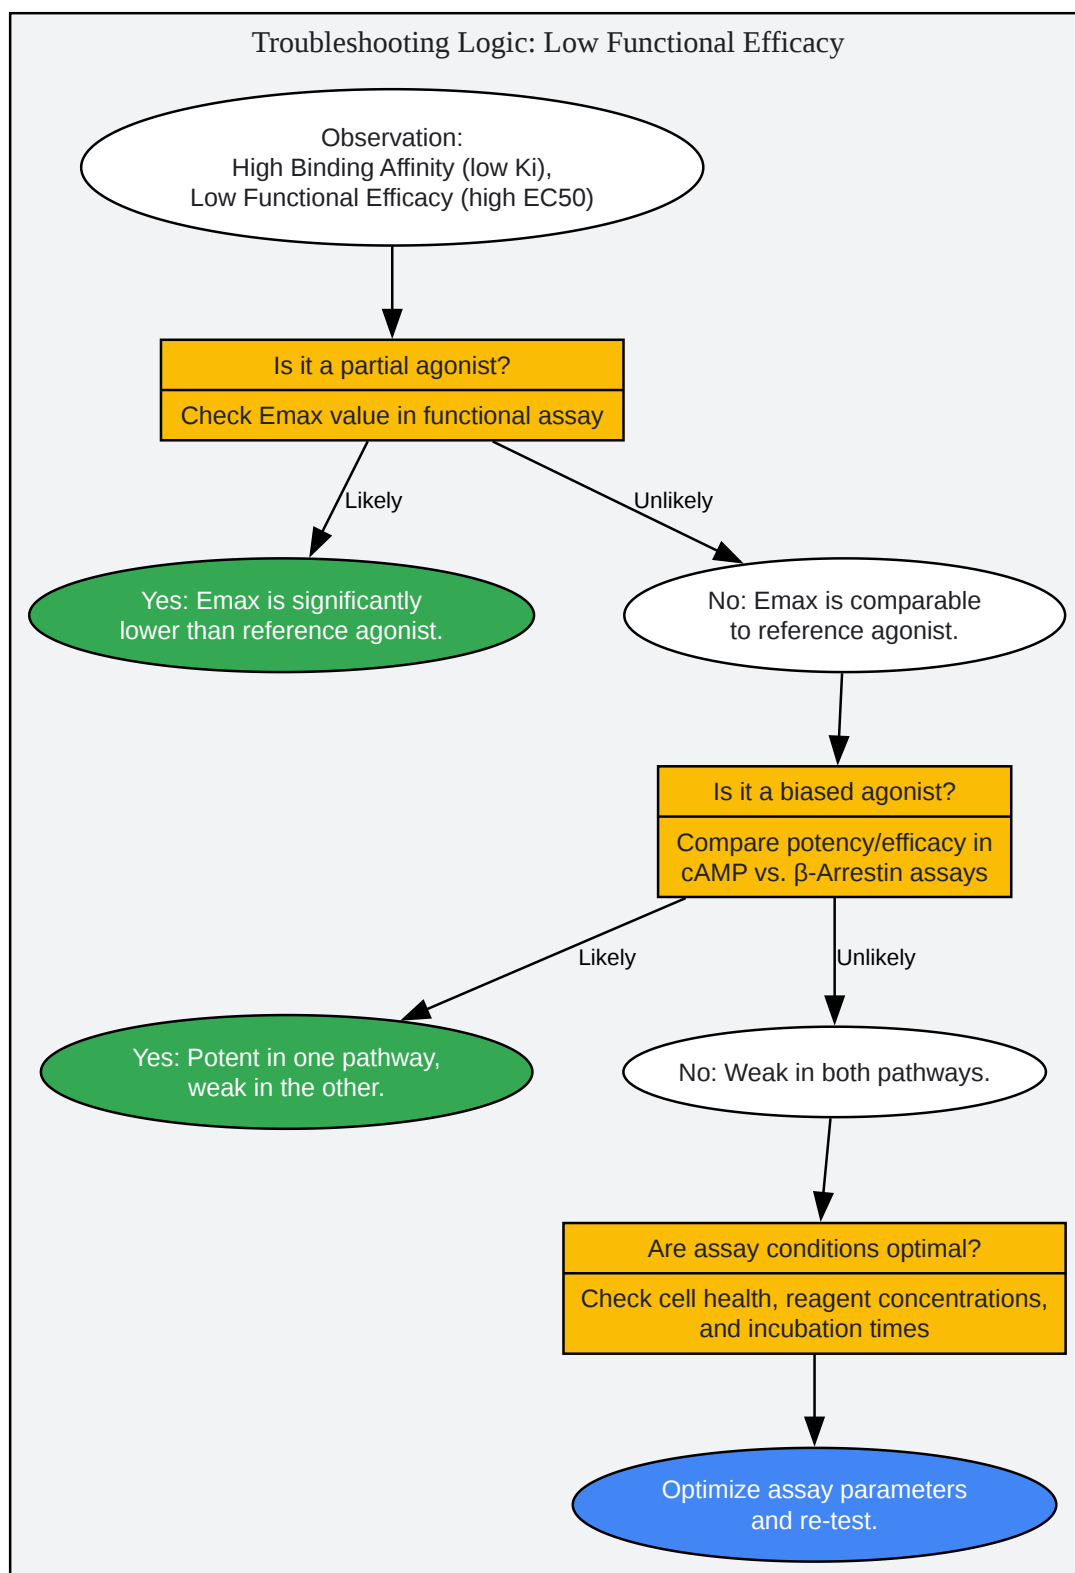 Troubleshooting Logic: Low Functional Efficacy
Observation:
High Binding Affinity (low Ki),
Low Functional Efficacy (high EC50)
Is it a partial agonist?
Check Emax value in functional assay
Likely
Unlikely
Yes: Emax is significantly
lower than reference agonist.
No: Emax is comparable
to reference agonist.
Is it a biased agonist?
Compare potency/efficacy in
cAMP vs. β-Arrestin assays
Likely
Unlikely
Yes: Potent in one pathway,
weak in the other.
No: Weak in both pathways.
Are assay conditions optimal?
Check cell health, reagent concentrations,
and incubation times
Optimize assay parameters
and re-test.